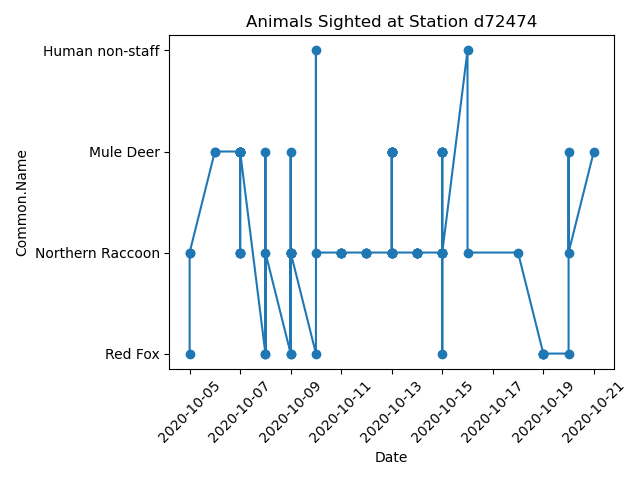 Animals Sighted at Station d72474
Common.Name
Human non-staff
Mule Deer
Northern Raccoon
Red Fox
2020-10-05
2020-10-07
2020-10-09
2020-10-11
2020-10-13
2020-10-15
2020-10-17
2020-10-19
2020-10-21
Date